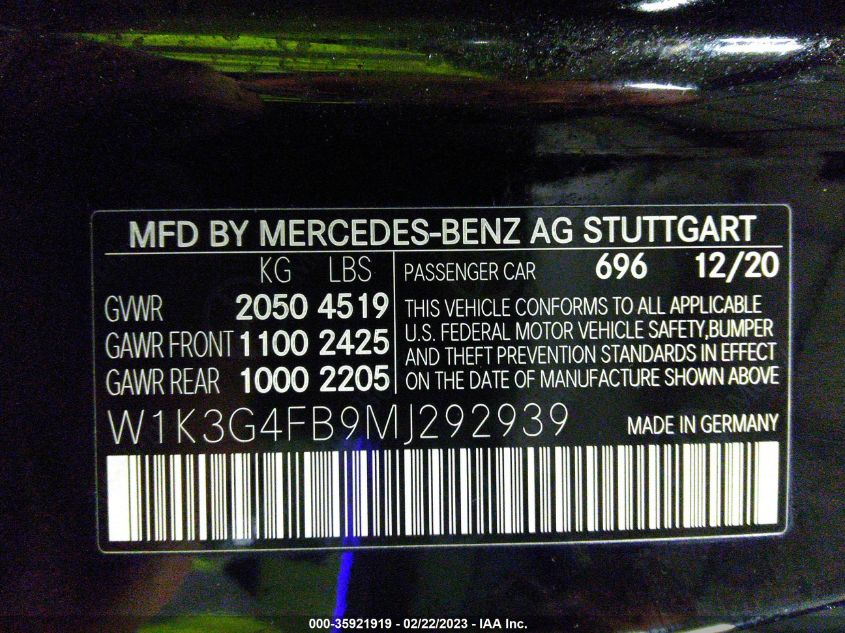 MFD BY MERCEDES-BENZ AG STUTTGART
KG LBS
GVWR 2050 4519
GAWR FRONT 1100 2425
GAWR REAR 1000 2205
PASSENGER CAR 696 12/20
THIS VEHICLE CONFORMS TO ALL APPLICABLE
U.S. FEDERAL MOTOR VEHICLE SAFETY,BUMPER
AND THEFT PREVENTION STANDARDS IN EFFECT
ON THE DATE OF MANUFACTURE SHOWN ABOVE
W1K3G4FB9MJ292939 MADE IN GERMANY
000-35921919 - 02/22/2023 - IAA Inc.